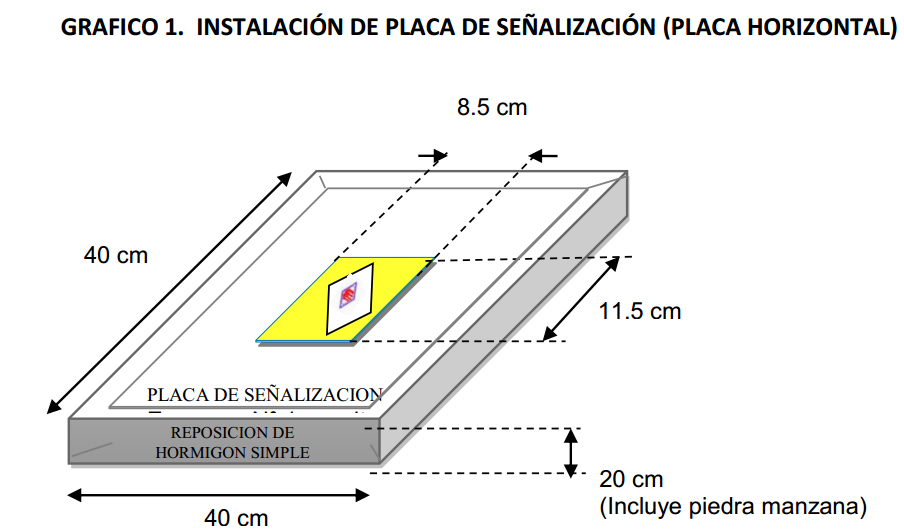 GRAFICO 1. INSTALACIÓN DE PLACA DE SEÑALIZACIÓN (PLACA HORIZONTAL)
8.5 cm
40 cm
11.5 cm
PLACA DE SEÑALIZACION
REPOSICION DE
HORMIGON SIMPLE
20 cm
(Incluye piedra manzana)
40 cm